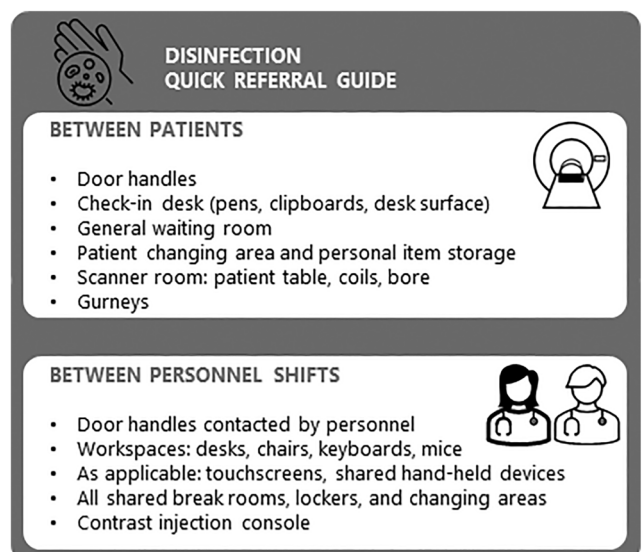 DISINFECTION
QUICK REFERRAL GUIDE
BETWEEN PATIENTS
• Door handles
• Check-in desk (pens, clipboards, desk surface)
• General waiting room
• Patient changing area and personal item storage
• Scanner room: patient table, coils, bore
• Gurneys
BETWEEN PERSONNEL SHIFTS
• Door handles contacted by personnel
• Workspaces: desks, chairs, keyboards, mice
• As applicable: touchscreens, shared hand-held devices
• All shared break rooms, lockers, and changing areas
• Contrast injection console